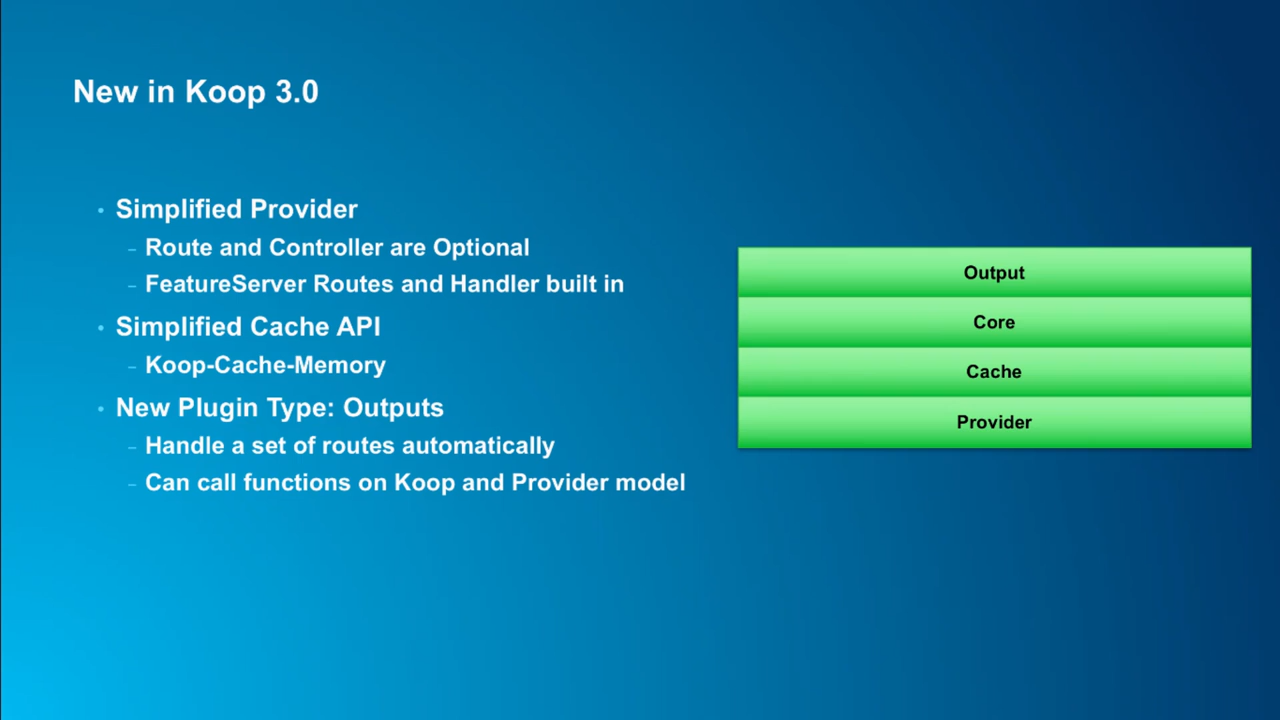 New in Koop 3.0
Simplified Provider
Route and Controller are Optional
FeatureServer Routes and Handler built in
Simplified Cache API
Koop-Cache-Memory
New Plugin Type: Outputs
Handle a set of routes automatically
Can call functions on Koop and Provider model
Output
Core
Cache
Provider